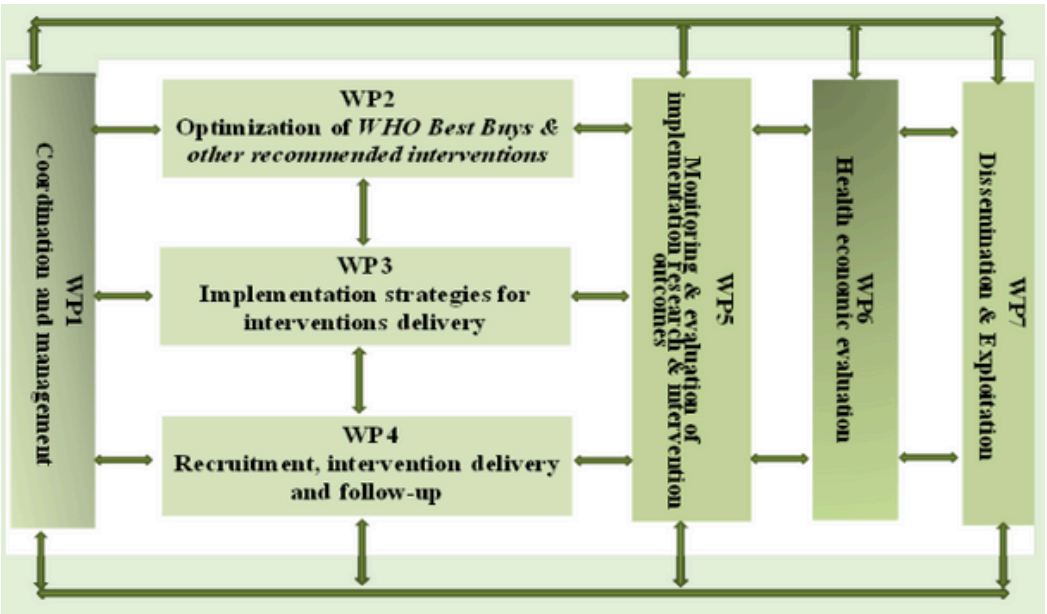 WP1
Coordination and management
WP2
Optimization of WHO Best Buys &
other recommended interventions
WP3
Implementation strategies for
interventions delivery
WP4
Recruitment, intervention delivery
and follow-up
WP5
Monitoring & evaluation of
implementation research & intervention
outcomes
WP6
Health economic evaluation
WP7
Dissemination & Exploitation